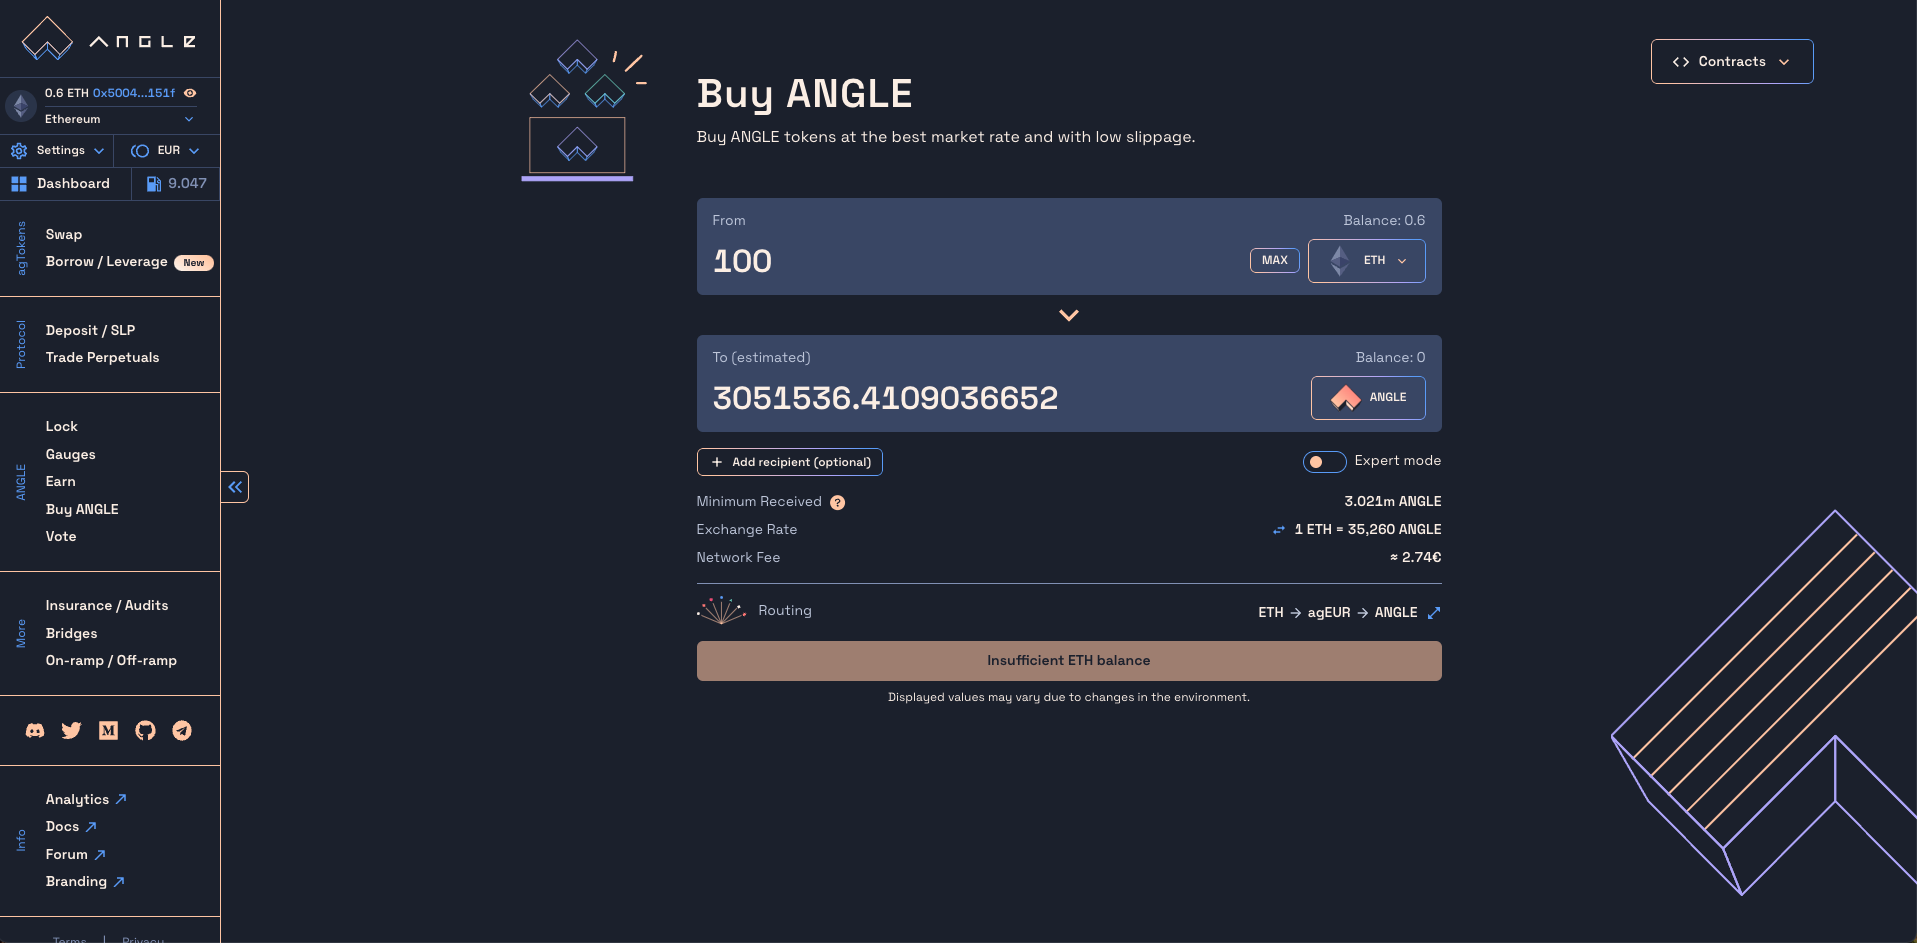 ANGLE
0.6 ETH 0x5004...151f
Ethereum
Settings
EUR
Dashboard
9.047
agTokens
Swap
Borrow / Leverage New
Protocol
Deposit / SLP
Trade Perpetuals
ANGLE
Lock
Gauges
Earn
Buy ANGLE
Vote
More
Insurance / Audits
Bridges
On-ramp / Off-ramp
M
Info
Analytics
Docs
Forum
Branding
Terms | Privacy
<> Contracts
Buy ANGLE
Buy ANGLE tokens at the best market rate and with low slippage.
From Balance: 0.6
100 MAX ETH
To (estimated) Balance: 0
3051536.4109036652 ANGLE
+ Add recipient (optional) Expert mode
Minimum Received ? 3.021m ANGLE
Exchange Rate 1 ETH = 35,260 ANGLE
Network Fee ≈ 2.74€
Routing ETH → agEUR → ANGLE
Insufficient ETH balance
Displayed values may vary due to changes in the environment.